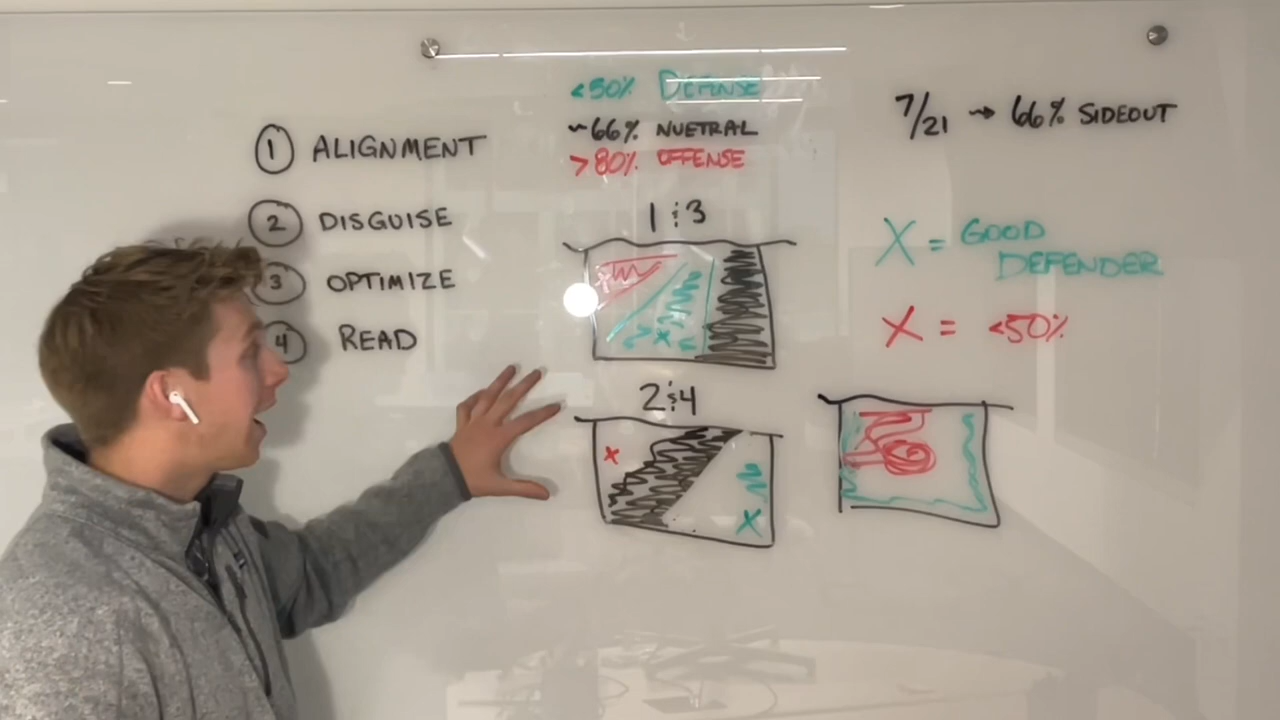 ① ALIGNMENT
② DISGUISE
③ OPTIMIZE
④ READ
<50% DEFENSE
~66% NUETRAL
>80% OFFENSE
1 & 3
X
2 & 4
X
X
7/21 → 66% SIDEOUT
X = GOOD
DEFENDER
X = <50%